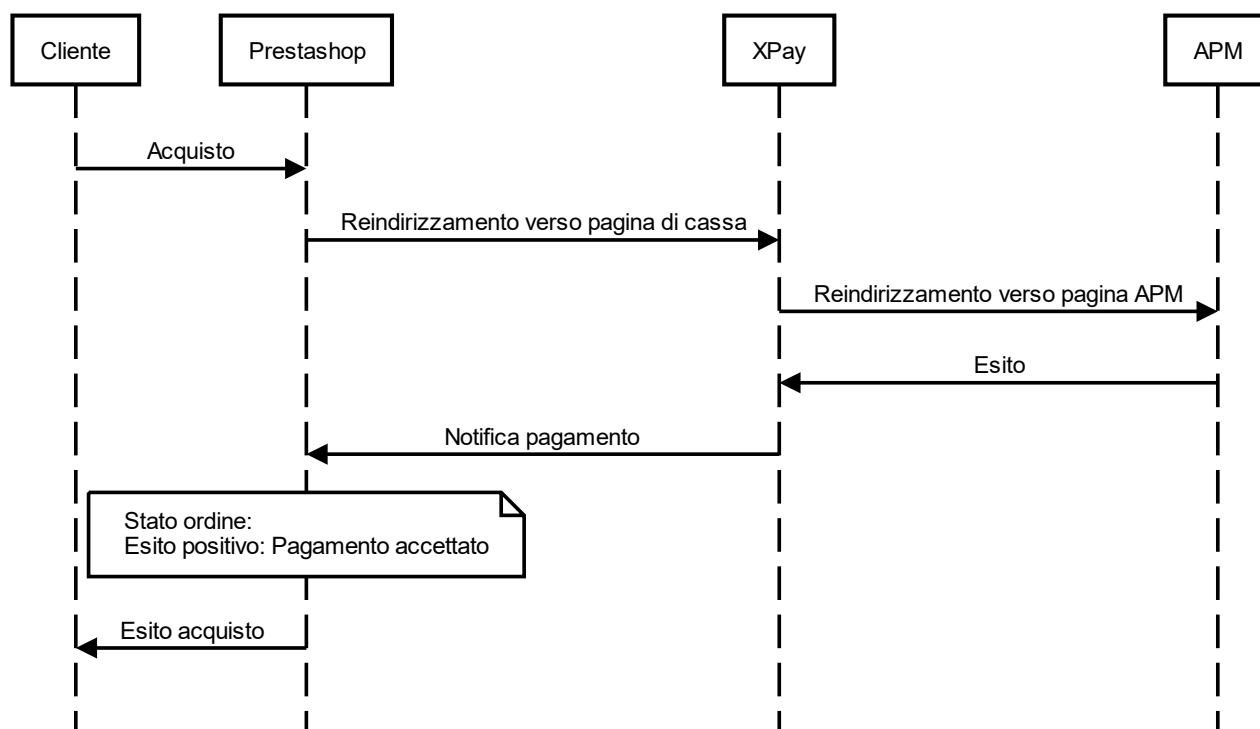 Cliente
Prestashop
XPay
APM
Acquisto
Reindirizzamento verso pagina di cassa
Reindirizzamento verso pagina APM
Esito
Notifica pagamento
Stato ordine:
Esito positivo: Pagamento accettato
Esito acquisto